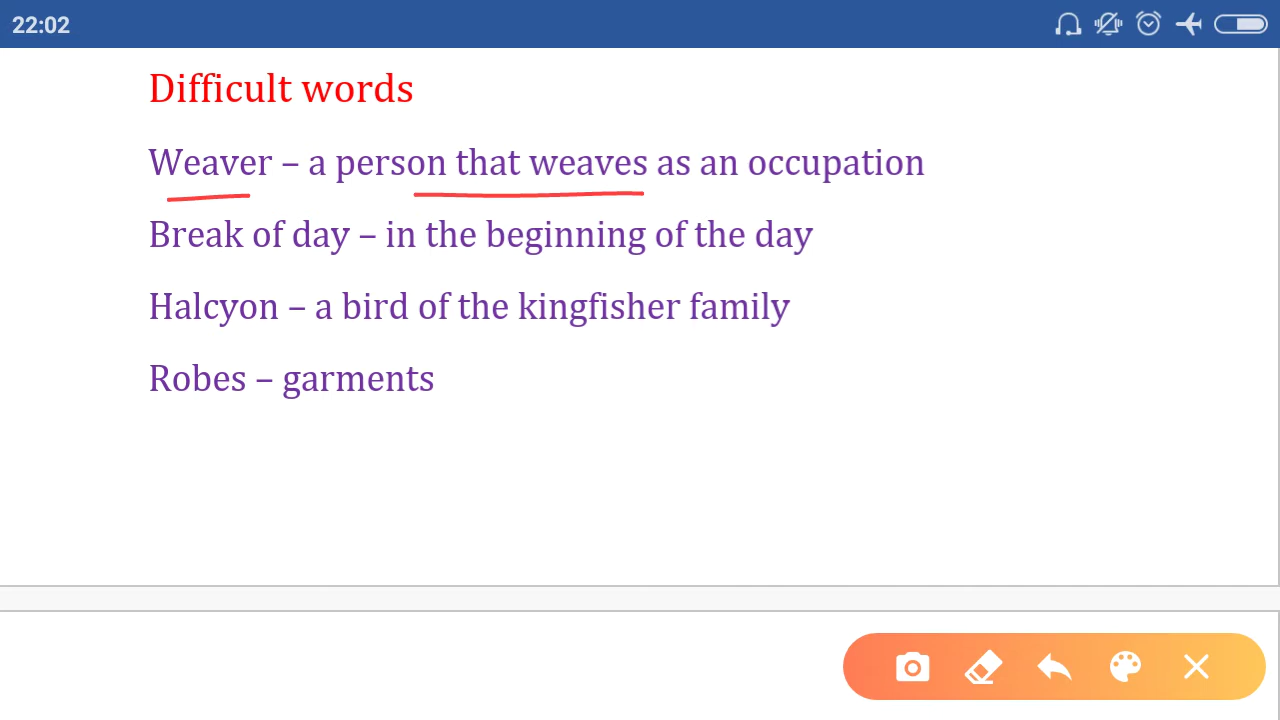 22:02
Difficult words
Weaver – a person that weaves as an occupation
Break of day – in the beginning of the day
Halcyon – a bird of the kingfisher family
Robes – garments